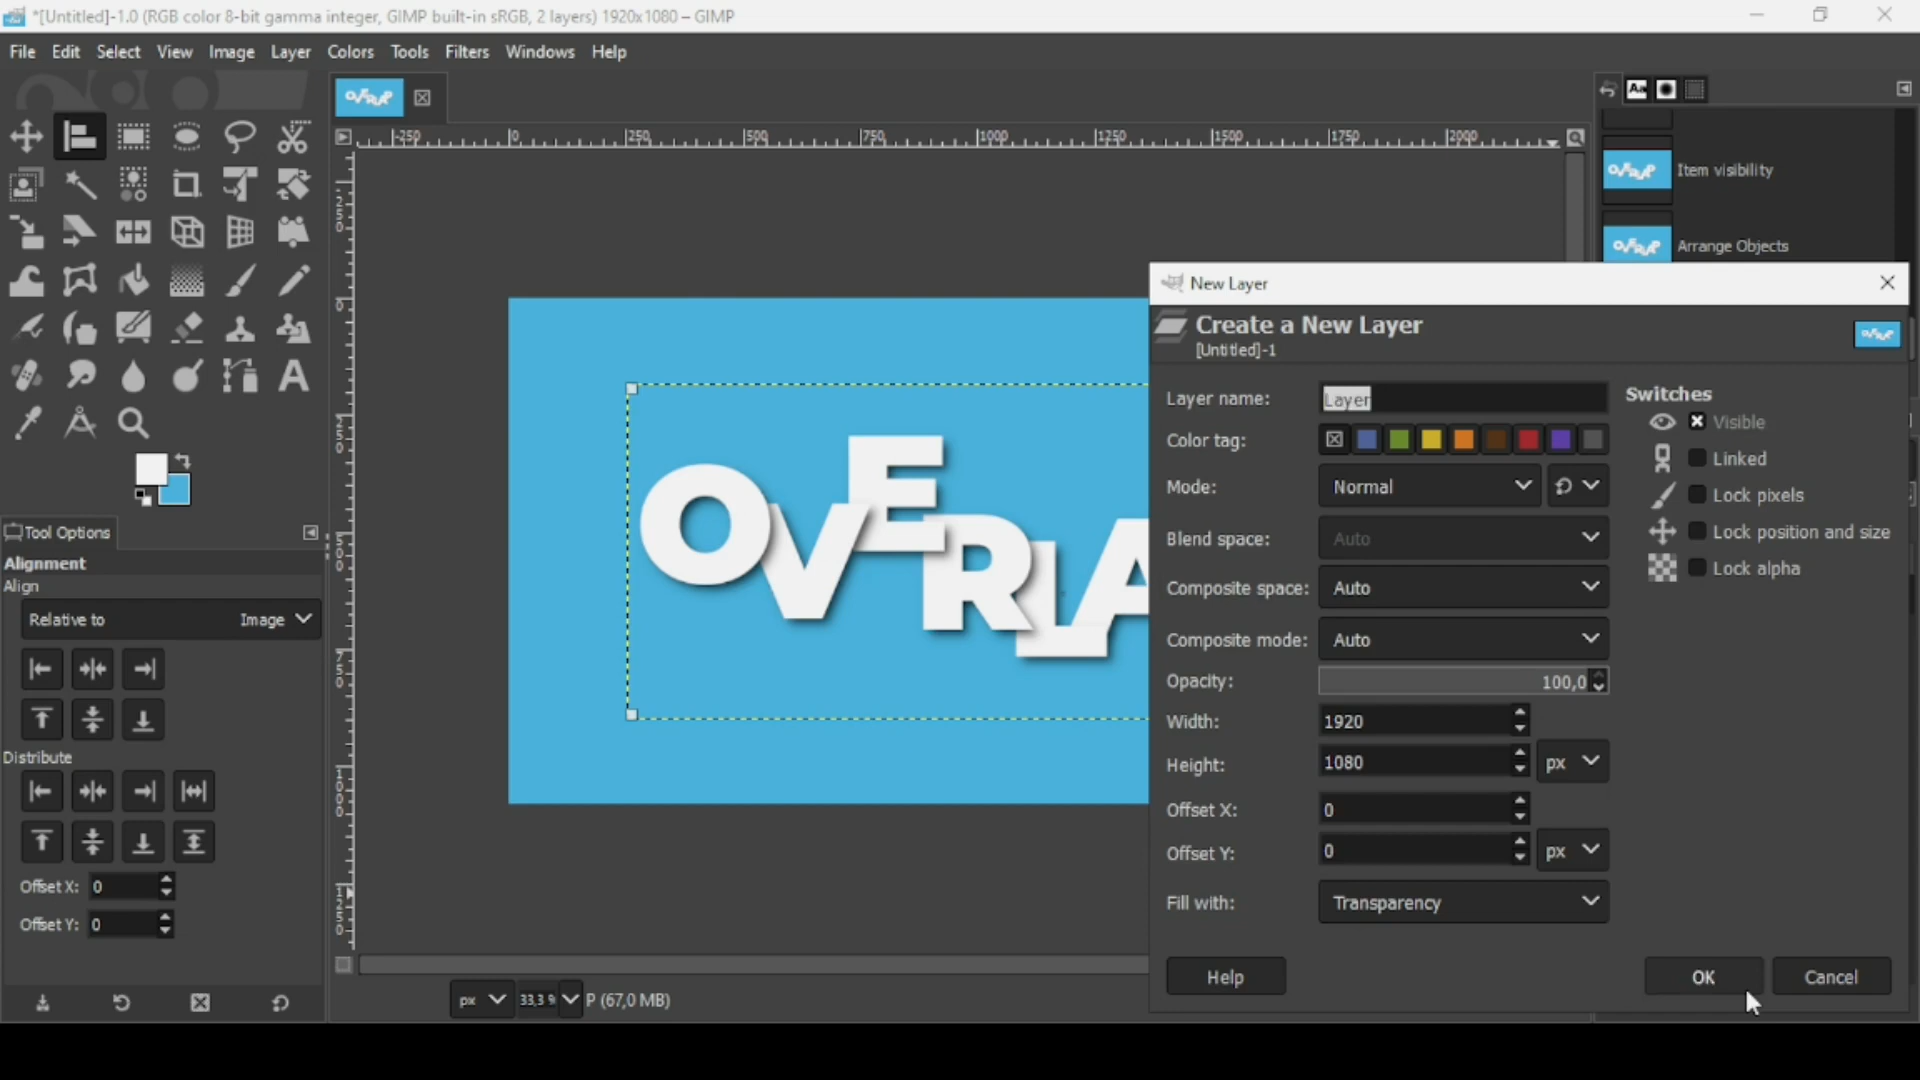 *[Untitled]-1.0 (RGB color 8-bit gamma integer, GIMP built-in sRGB, 2 layers) 1920x1080 – GIMP
File Edit Select View Image Layer Colors Tools Filters Windows Help
-250 0 250 500 750 1000 1250 1500 1750 2000
Item visibility
Arrange Objects
New Layer
Create a New Layer
[Untitled]-1
Layer name: Layer
Switches
Color tag:
Visible
Linked
Mode: Normal
Lock pixels
Blend space: Auto
Lock position and size
Lock alpha
Composite space: Auto
Composite mode: Auto
Opacity: 100,0
Width: 1920
Height: 1080 px
Offset X: 0
Offset Y: 0 px
Fill with: Transparency
Help OK Cancel
OVERLA
Tool Options
Alignment
Align
Relative to Image
Distribute
Offset X: 0
Offset Y: 0
px 33,3 % P (67,0 MB)